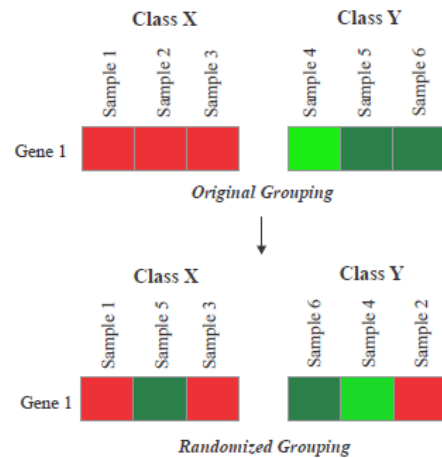 Class X Class Y
Sample 1 Sample 2 Sample 3 Sample 4 Sample 5 Sample 6
Gene 1
Original Grouping
Class X Class Y
Sample 1 Sample 5 Sample 3 Sample 6 Sample 4 Sample 2
Gene 1
Randomized Grouping